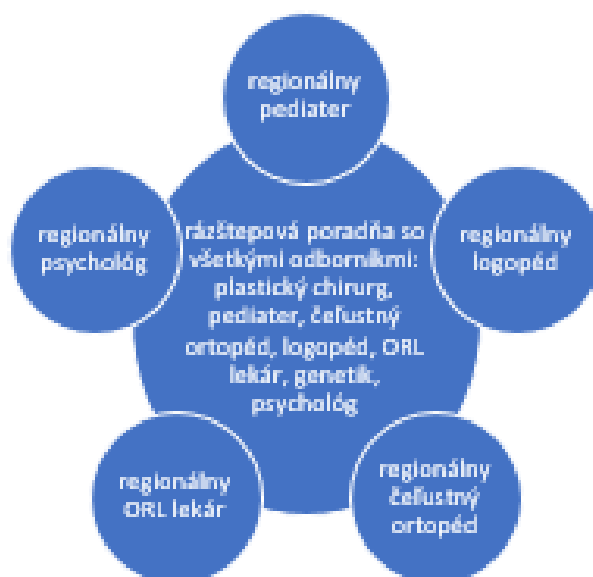 regionálny
pediater
regionálny
psychológ
rázštepová poradňa so
všetkými odborníkmi:
plastický chirurg,
pediater, čeľustný
ortopéd, logopéd, ORL
lekár, genetik,
psychológ
regionálny
logopéd
regionálny
ORL lekár
regionálny
čeľustný
ortopéd